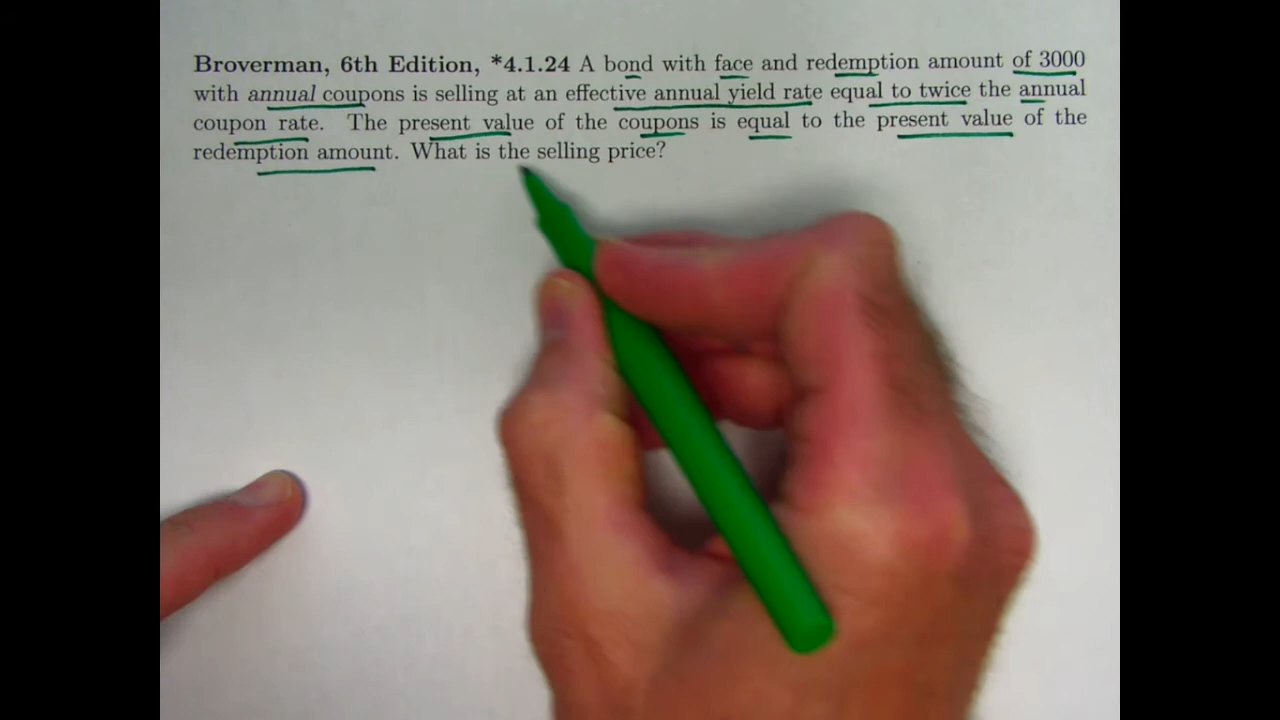 Broverman, 6th Edition, *4.1.24 A bond with face and redemption amount of 3000
with annual coupons is selling at an effective annual yield rate equal to twice the annual
coupon rate. The present value of the coupons is equal to the present value of the
redemption amount. What is the selling price?